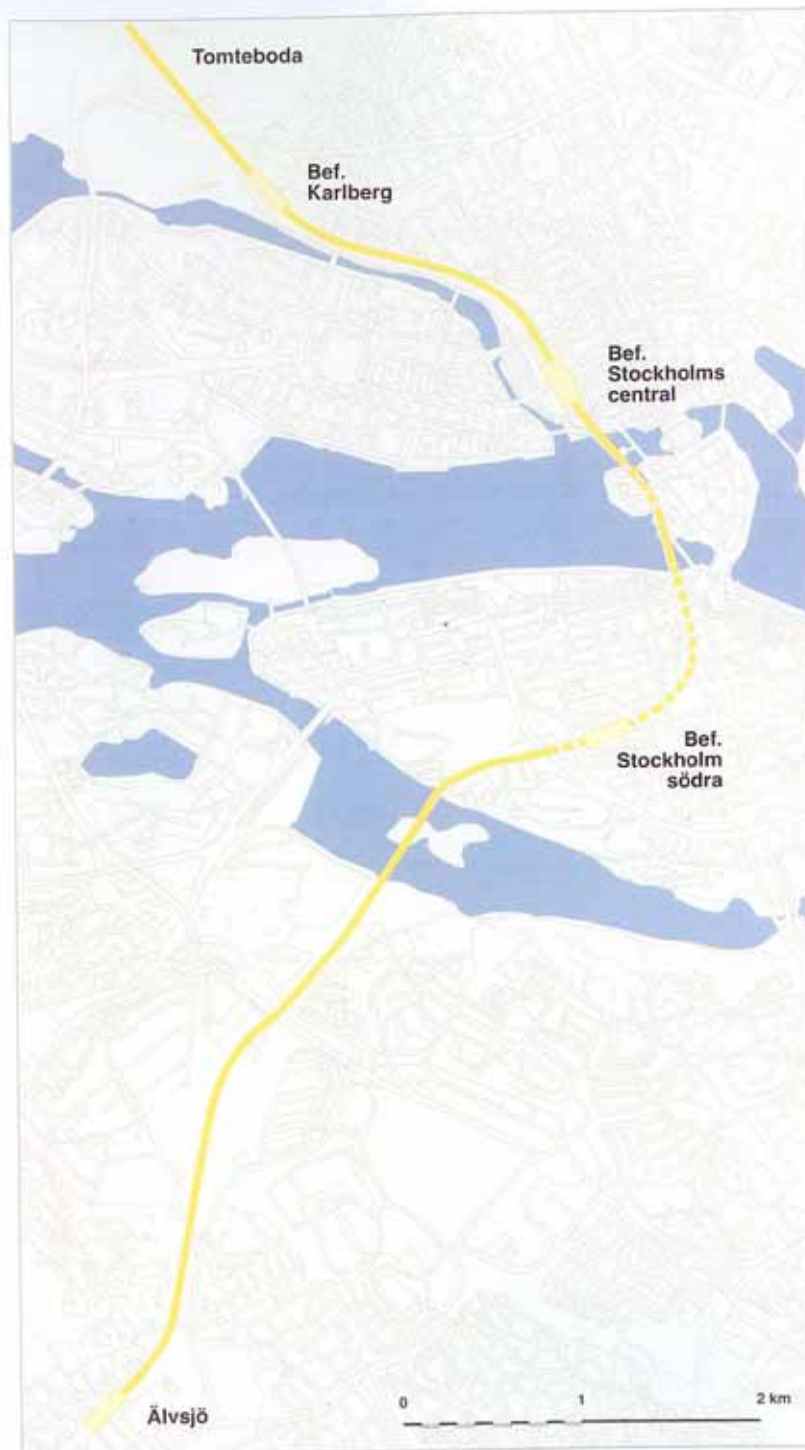 Tomteboda
Bef.
Karlberg
Bef.
Stockholms
central
Bef.
Stockholm
södra
Älvsjö
0 1 2 km